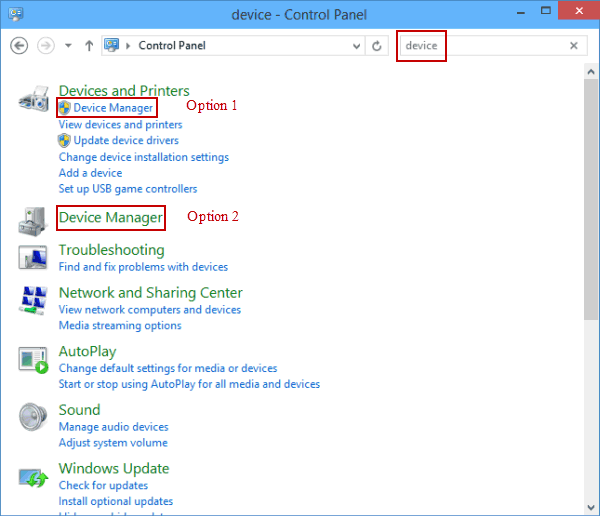 device - Control Panel
Control Panel
device
Devices and Printers
Device Manager Option 1
View devices and printers
Update device drivers
Change device installation settings
Add a device
Set up USB game controllers
Device Manager Option 2
Troubleshooting
Find and fix problems with devices
Network and Sharing Center
View network computers and devices
Media streaming options
AutoPlay
Change default settings for media or devices
Start or stop using AutoPlay for all media and devices
Sound
Manage audio devices
Adjust system volume
Windows Update
Check for updates
Install optional updates